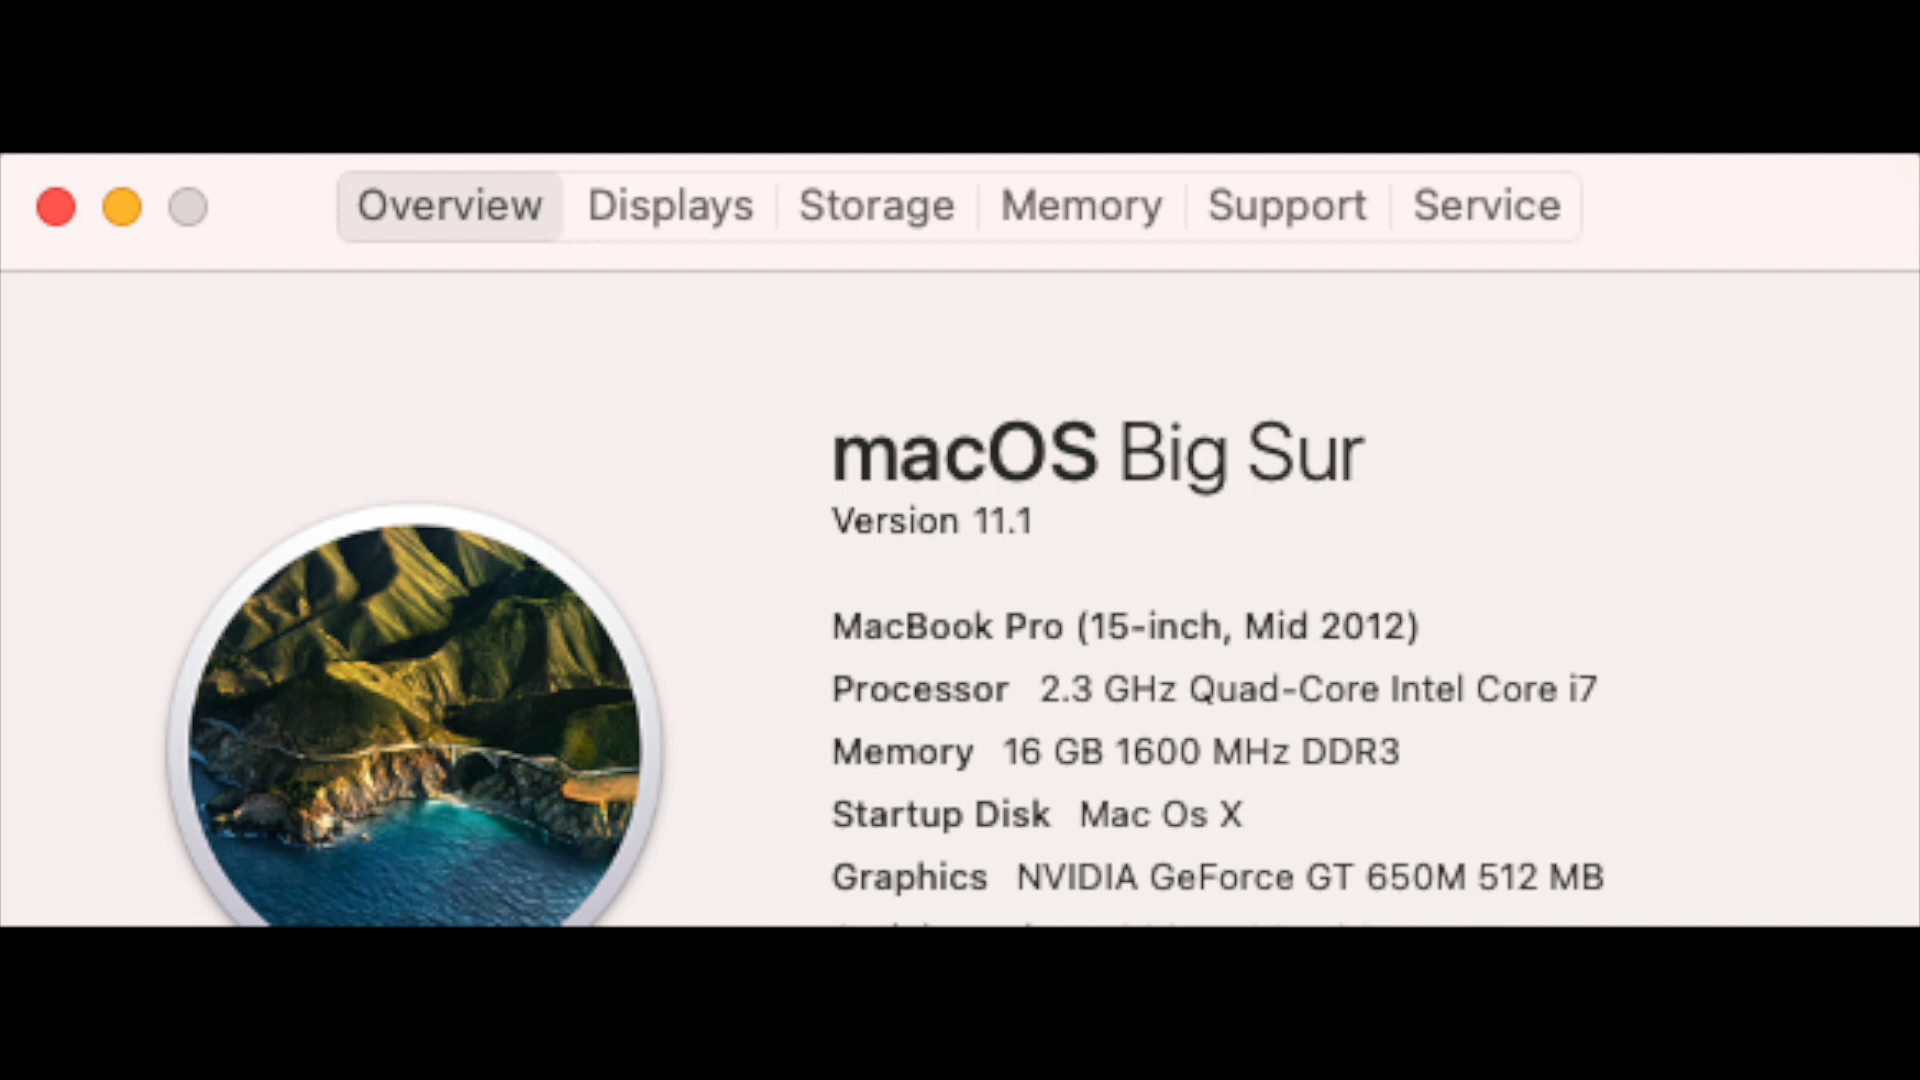 Overview Displays Storage Memory Support Service
macOS Big Sur
Version 11.1
MacBook Pro (15-inch, Mid 2012)
Processor 2.3 GHz Quad-Core Intel Core i7
Memory 16 GB 1600 MHz DDR3
Startup Disk Mac Os X
Graphics NVIDIA GeForce GT 650M 512 MB